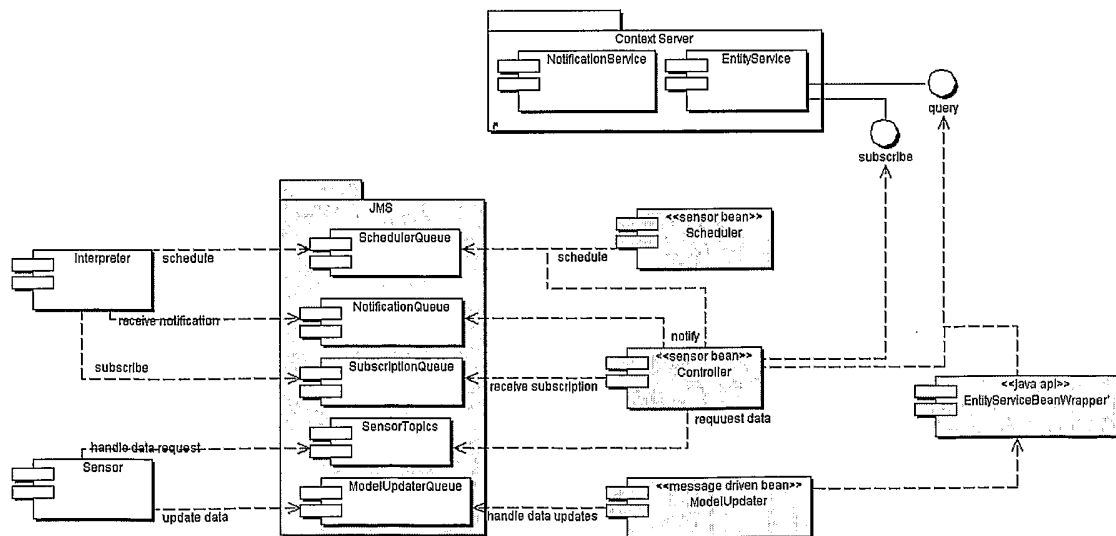 Context Server
NotificationService
EntityService
query
subscribe
JMS
<<sensor bean>>
Scheduler
SchedulerQueue
schedule
schedule
Interpreter
NotificationQueue
receive notification
notify
<<sensor bean>>
Controller
subscribe
SubscriptionQueue
receive subscription
<<java api>>
EntityServiceBeanWrapper'
requuest data
SensorTopics
handle data request
Sensor
ModelUpdaterQueue
<<message driven bean>>
ModelUpdater
update data
handle data updates